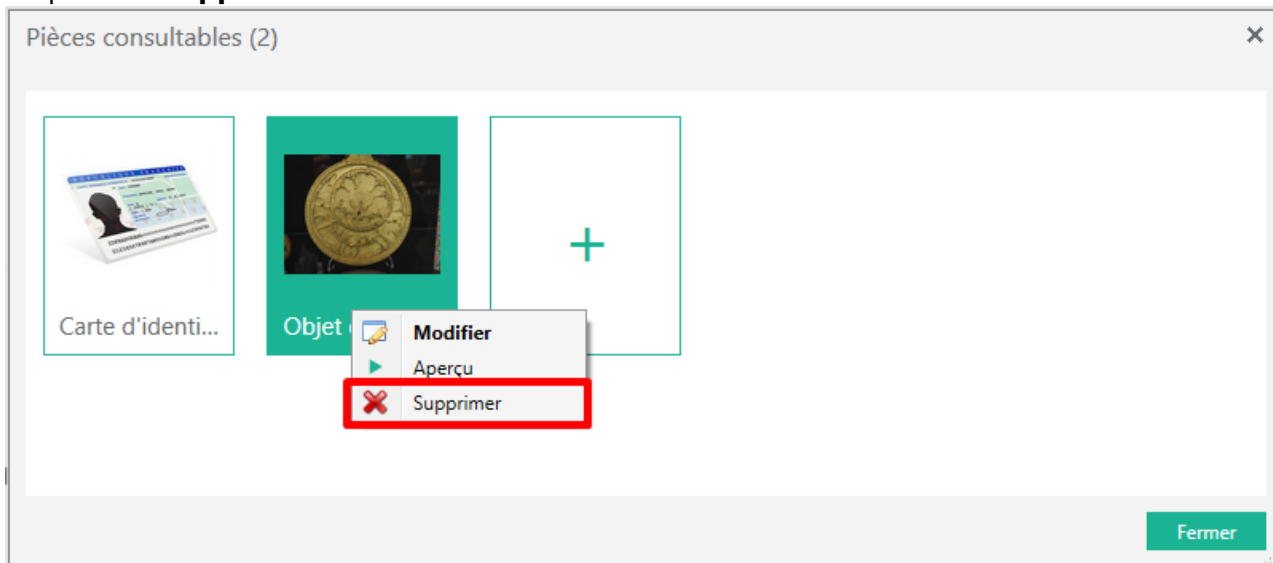 Pièces consultables (2)
Carte d'identi...
Objet
Modifier
Aperçu
Supprimer
Fermer